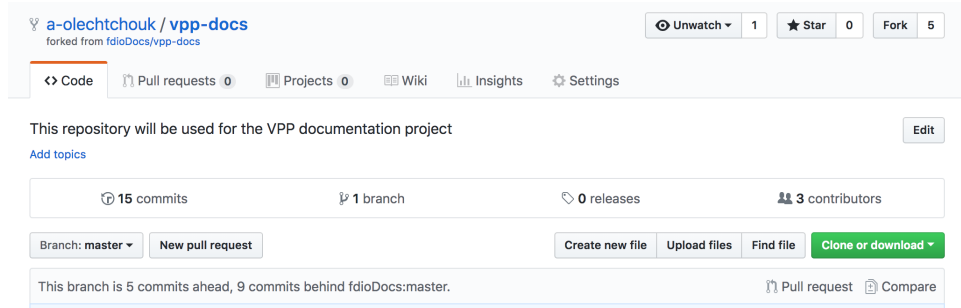 a-olechtchouk / vpp-docs
Unwatch 1 Star 0 Fork 5
forked from fdioDocs/vpp-docs
Code Pull requests 0 Projects 0 Wiki Insights Settings
This repository will be used for the VPP documentation project
Edit
Add topics
15 commits 1 branch 0 releases 3 contributors
Branch: master New pull request Create new file Upload files Find file Clone or download
This branch is 5 commits ahead, 9 commits behind fdioDocs:master. Pull request Compare